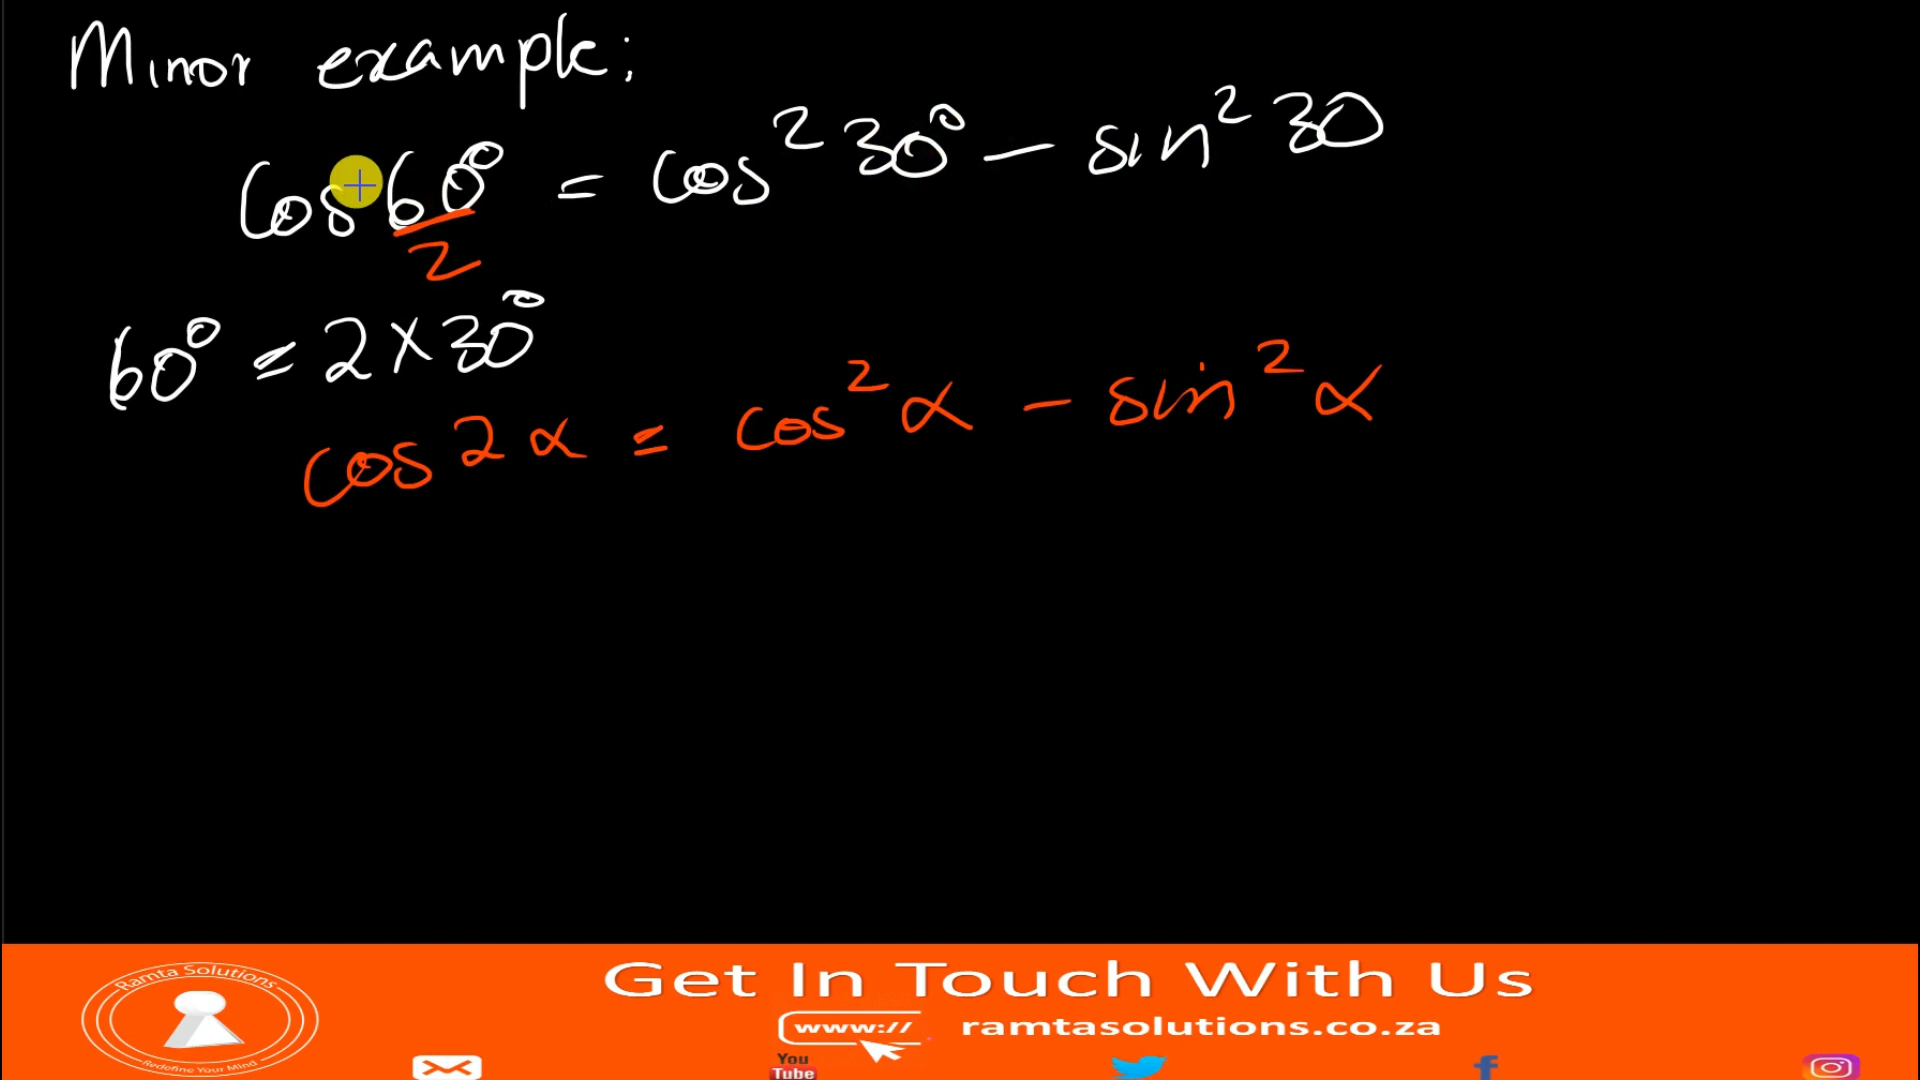 Minor example:
cos 60° = cos² 30° - sin² 30
2
60° = 2 × 30°
cos 2α = cos² α - sin² α
Get In Touch With Us
www:// ramtasolutions.co.za
Ramta Solutions
Redefine Your Mind
You
Tube